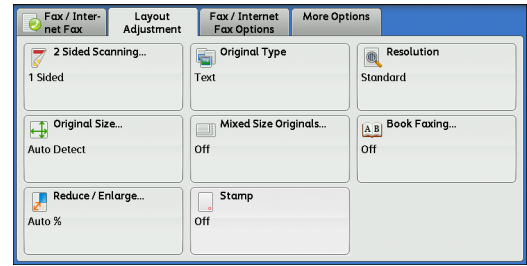 Fax / Inter-
net Fax
Layout
Adjustment
Fax / Internet
Fax Options
More Options
2 Sided Scanning...
1 Sided
Original Type
Text
Resolution
Standard
Original Size...
Auto Detect
Mixed Size Originals...
Off
A B
Book Faxing...
Off
Reduce / Enlarge...
Auto %
Stamp
Off